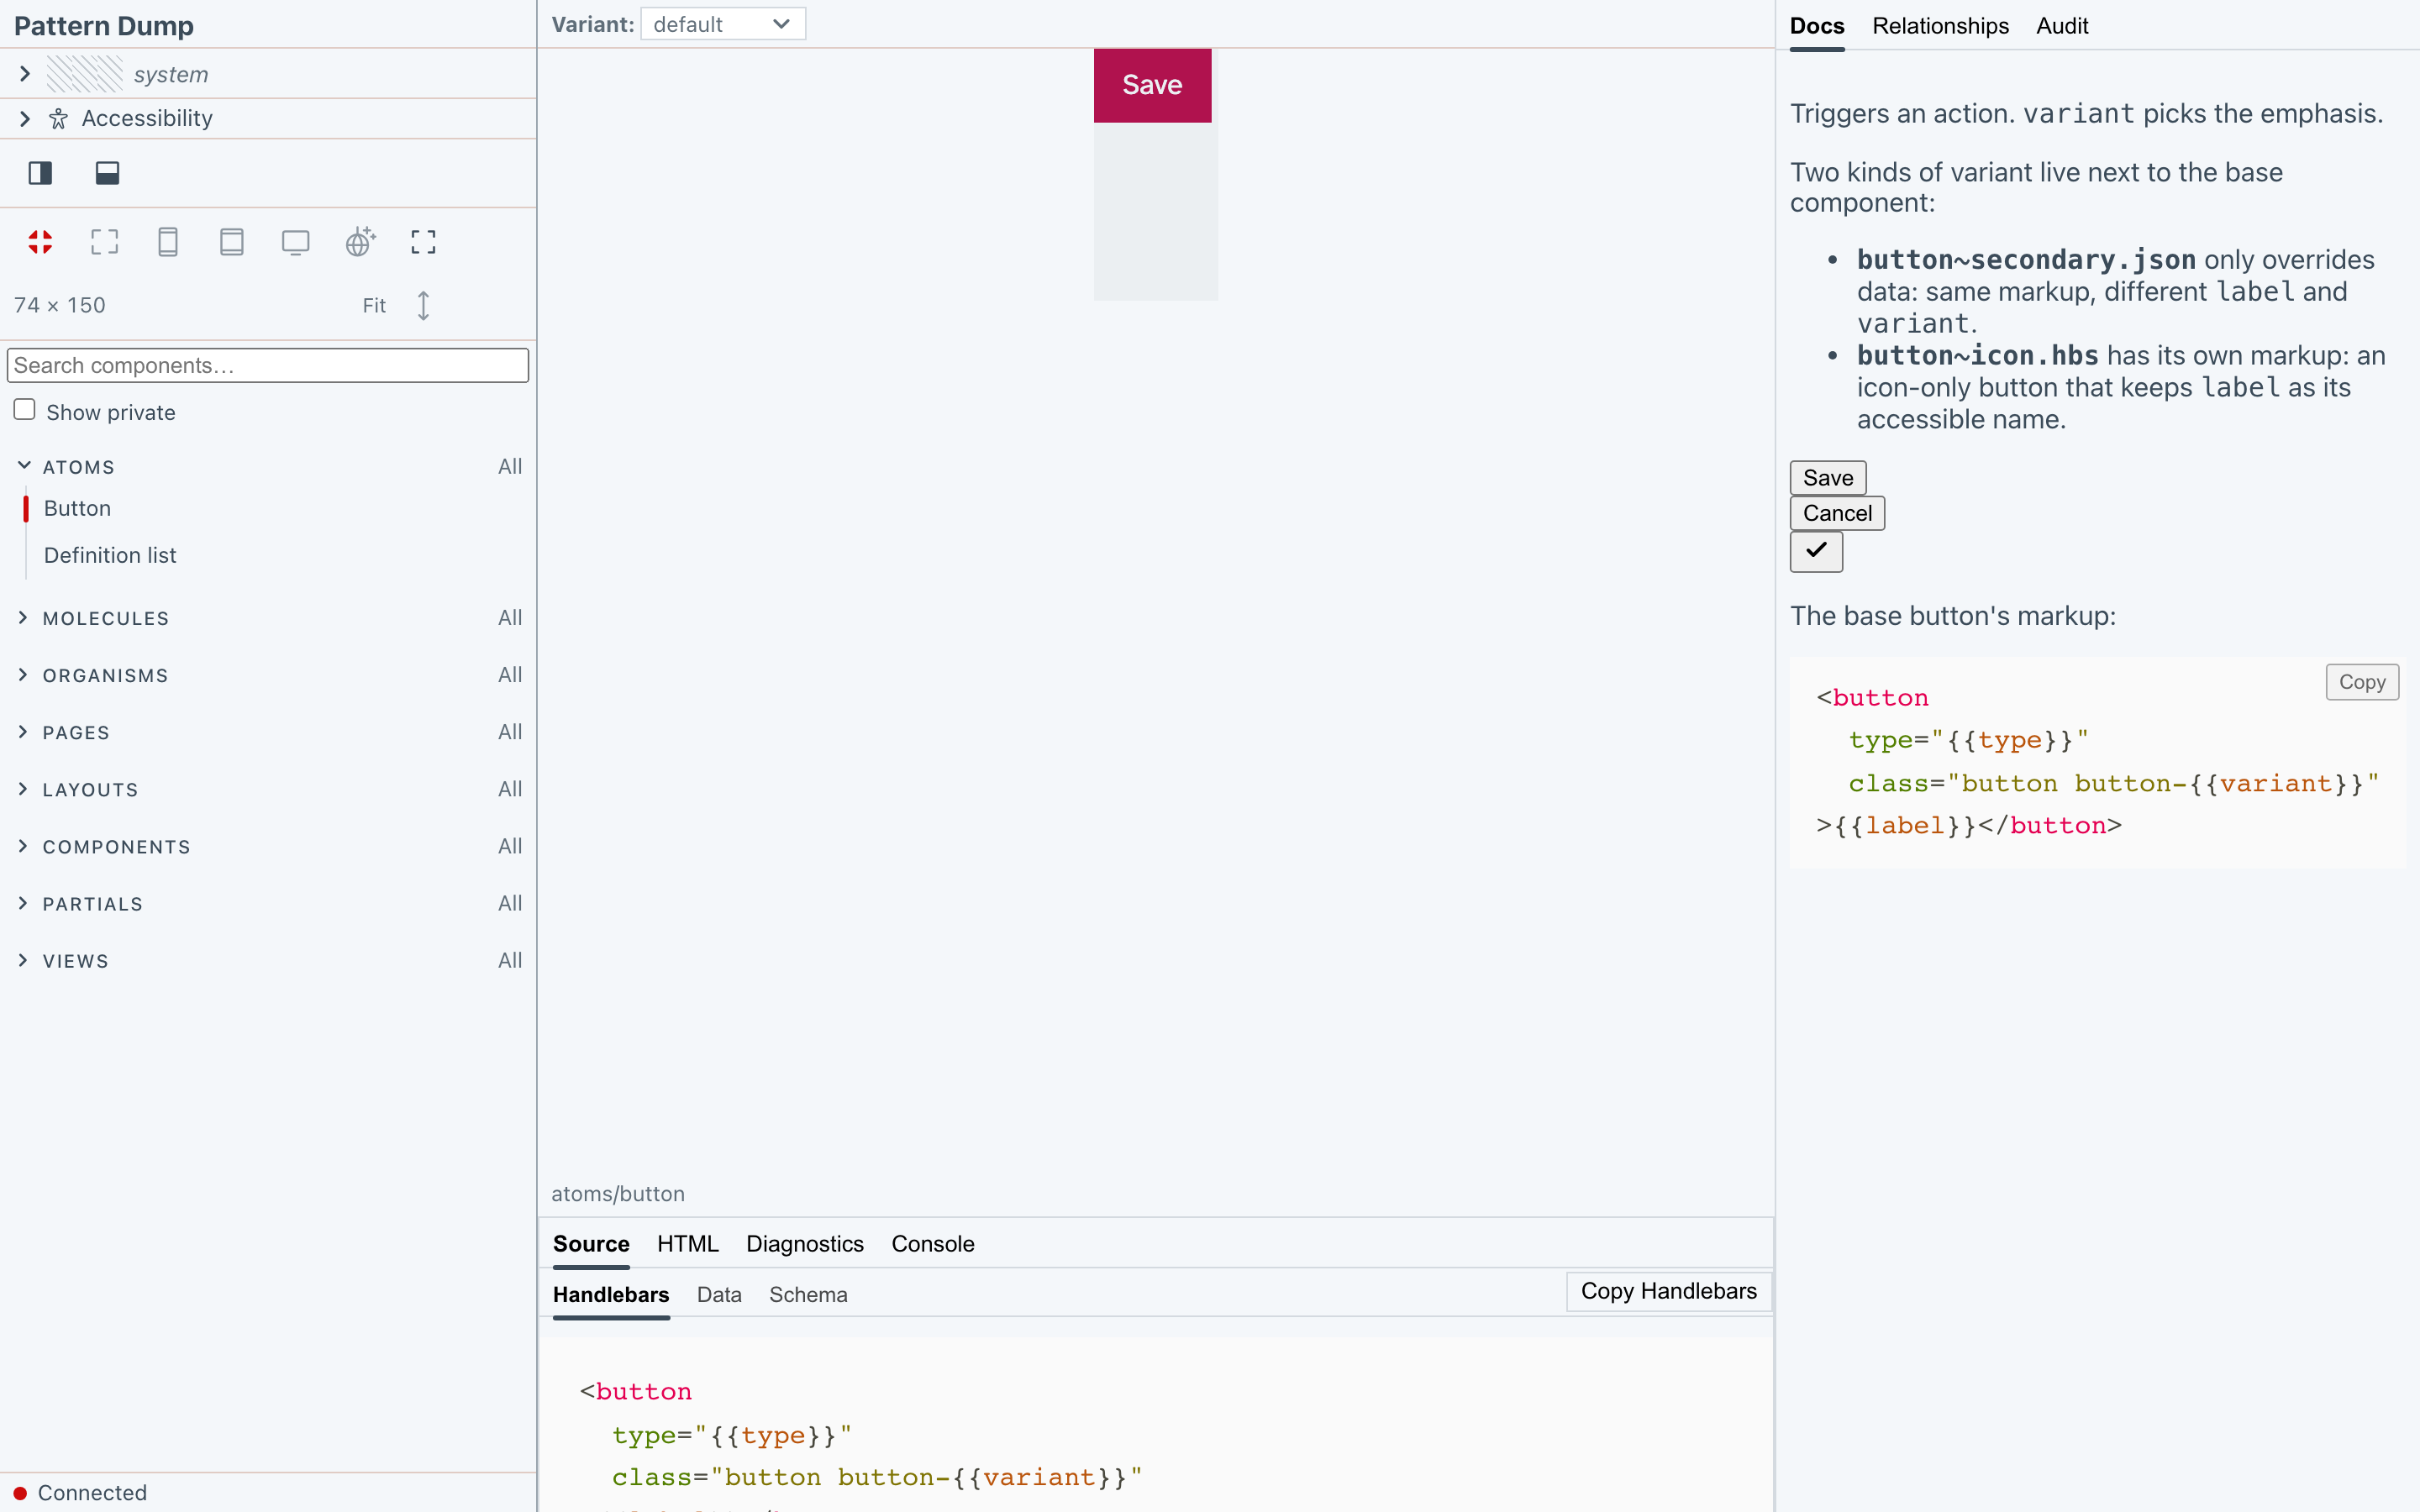 Pattern Dump
system
Accessibility
74 × 150
Fit
Search components…
Show private
ATOMS All
Button
Definition list
MOLECULES All
ORGANISMS All
PAGES All
LAYOUTS All
COMPONENTS All
PARTIALS All
VIEWS All
Connected
Variant: default
Save
atoms/button
Source HTML Diagnostics Console
Handlebars Data Schema
Copy Handlebars
<button
type="{{type}}"
class="button button-{{variant}}"
Docs Relationships Audit
Triggers an action. variant picks the emphasis.
Two kinds of variant live next to the base
component:
• button~secondary.json only overrides
data: same markup, different label and
variant.
• button~icon.hbs has its own markup: an
icon-only button that keeps label as its
accessible name.
Save
Cancel
The base button's markup:
Copy
<button
type="{{type}}"
class="button button-{{variant}}"
>{{label}}</button>